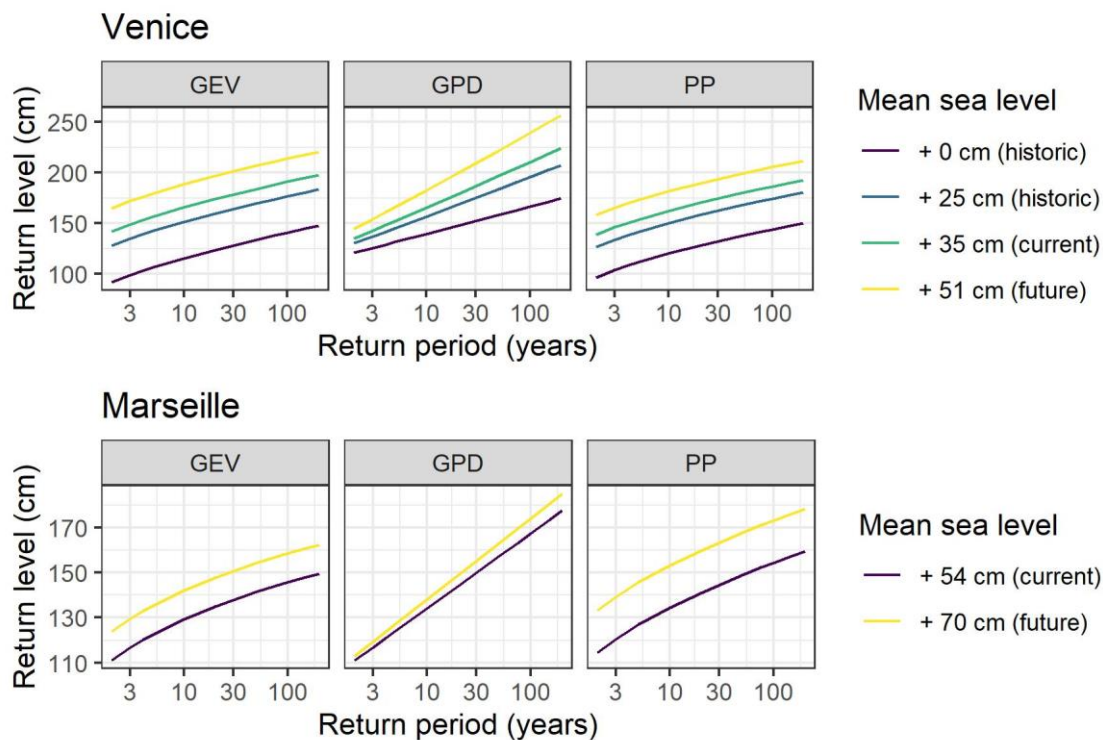 Venice
GEV GPD PP
Return level (cm)
250
200
150
100
3 10 30 100 3 10 30 100 3 10 30 100
Return period (years)
Mean sea level
+ 0 cm (historic)
+ 25 cm (historic)
+ 35 cm (current)
+ 51 cm (future)
Marseille
GEV GPD PP
Return level (cm)
170
150
130
110
3 10 30 100 3 10 30 100 3 10 30 100
Return period (years)
Mean sea level
+ 54 cm (current)
+ 70 cm (future)